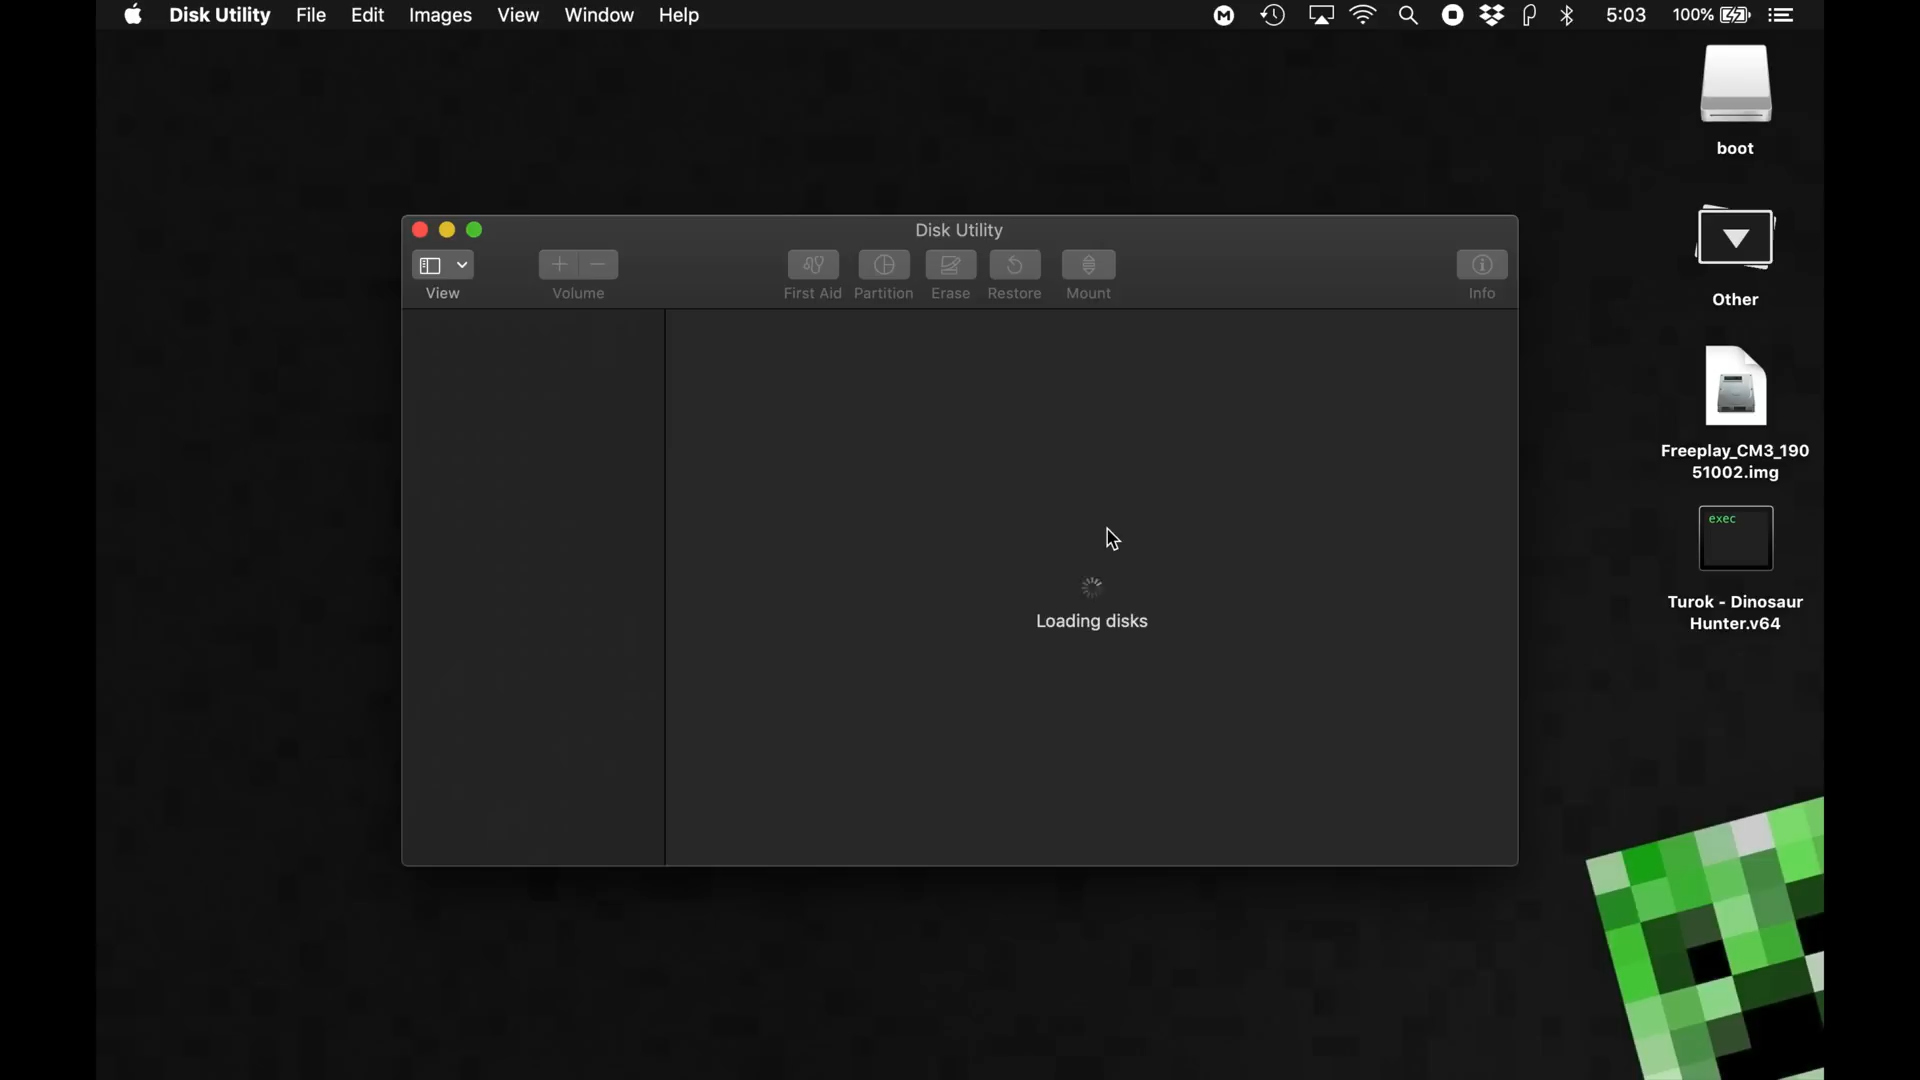 Disk Utility File Edit Images View Window Help 5:03 100%
boot
Disk Utility
View Volume First Aid Partition Erase Restore Mount Info
Other
Freeplay_CM3_190
51002.img
exec
Loading disks
Turok - Dinosaur
Hunter.v64